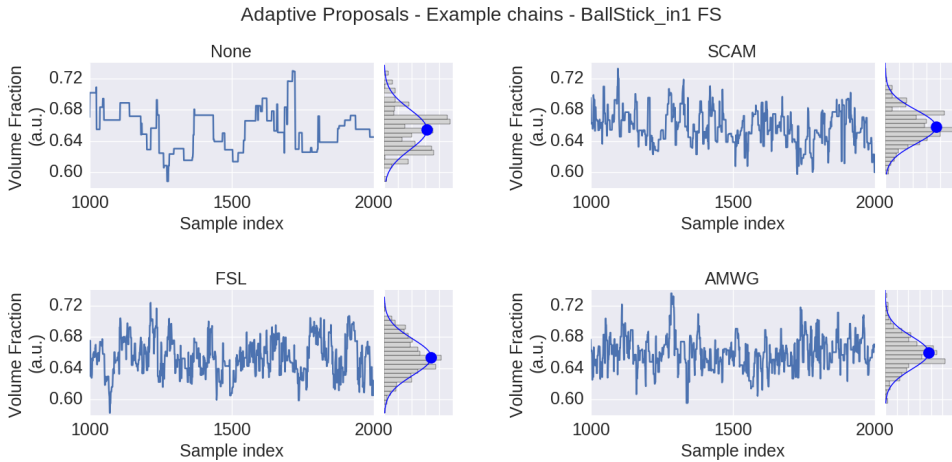 Adaptive Proposals - Example chains - BallStick_in1 FS
None
Volume Fraction
(a.u.)
0.72
0.68
0.64
0.60
1000
1500
2000
Sample index
SCAM
Volume Fraction
(a.u.)
0.72
0.68
0.64
0.60
1000
1500
2000
Sample index
FSL
Volume Fraction
(a.u.)
0.72
0.68
0.64
0.60
1000
1500
2000
Sample index
AMWG
Volume Fraction
(a.u.)
0.72
0.68
0.64
0.60
1000
1500
2000
Sample index